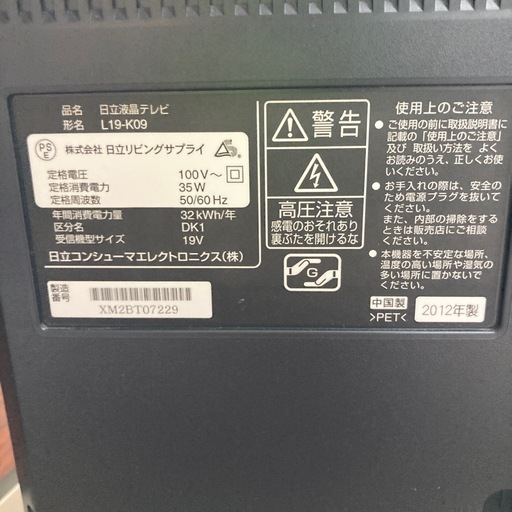 品名 日立液晶テレビ
形名 L19-K09
PS
E
株式会社 日立リビングサプライ
定格電圧 100V～
定格消費電力 35W
定格周波数 50/60Hz
年間消費電力量 32kWh/年
区分名 DK1
受信機型サイズ 19V
日立コンシューマエレクトロニクス(株)
製造
番号
XM2BT07229
警告
高圧注意
感電のおそれあり
裏ぶたを開けるな
G
使用上のご注意
●ご使用の前に取扱説明書に
記載の「使用上のご注意」
及び 取扱い方法を よく
お読みのうえ、正しくお使
いください。
●お手入れの際は、安全の
ため電源プラグを抜いて
ください。
また、内部の掃除をする
ときは販売店にご相談
ください。
●本機器を不安定な場所、
温度の高い場所や湿気の
多い場所に置かないで
ください。
中国製
>PET<
2012年製